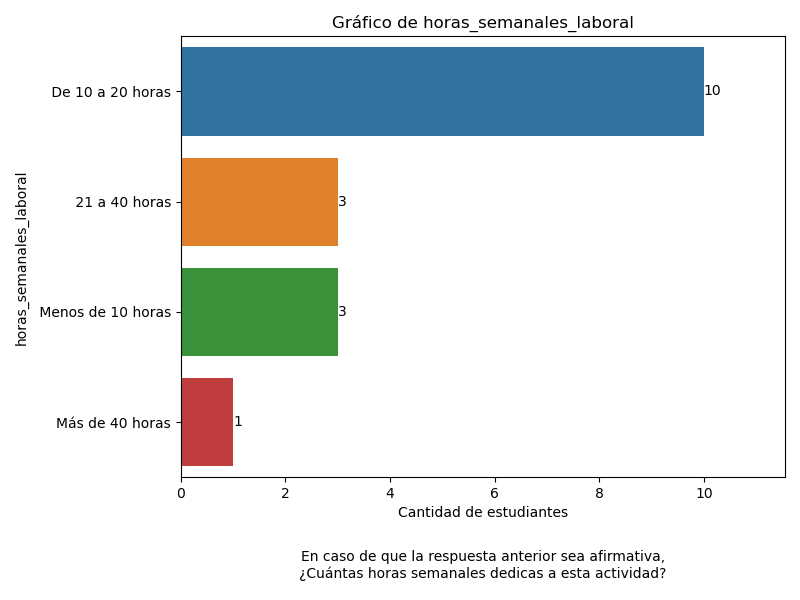 Gráfico de horas_semanales_laboral
De 10 a 20 horas
10
21 a 40 horas
3
Menos de 10 horas
3
Más de 40 horas
1
horas_semanales_laboral
0 2 4 6 8 10
Cantidad de estudiantes
En caso de que la respuesta anterior sea afirmativa,
¿Cuántas horas semanales dedicas a esta actividad?